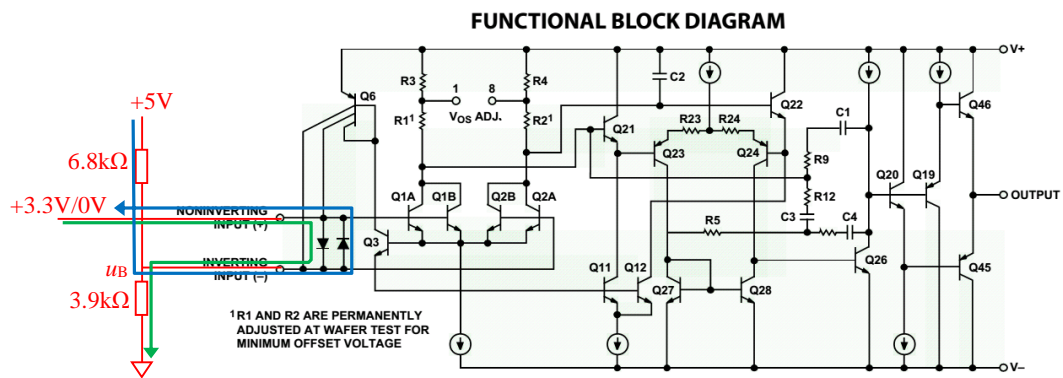 FUNCTIONAL BLOCK DIAGRAM
V+
R3
1
8
R4
C2
Q6
+5V
V OS ADJ.
R1¹
R2¹
Q21
R23
R24
Q22
C1
Q46
6.8kΩ
Q23
Q24
R9
Q20
Q19
+3.3V/0V
NONINVERTING
INPUT (+)
Q1A
Q1B
Q2B
Q2A
R12
OUTPUT
C3
C4
R5
Q3
INVERTING
INPUT (–)
uB
Q26
Q45
Q11
Q12
Q27
Q28
3.9kΩ
¹R1 AND R2 ARE PERMANENTLY
ADJUSTED AT WAFER TEST FOR
MINIMUM OFFSET VOLTAGE
V–